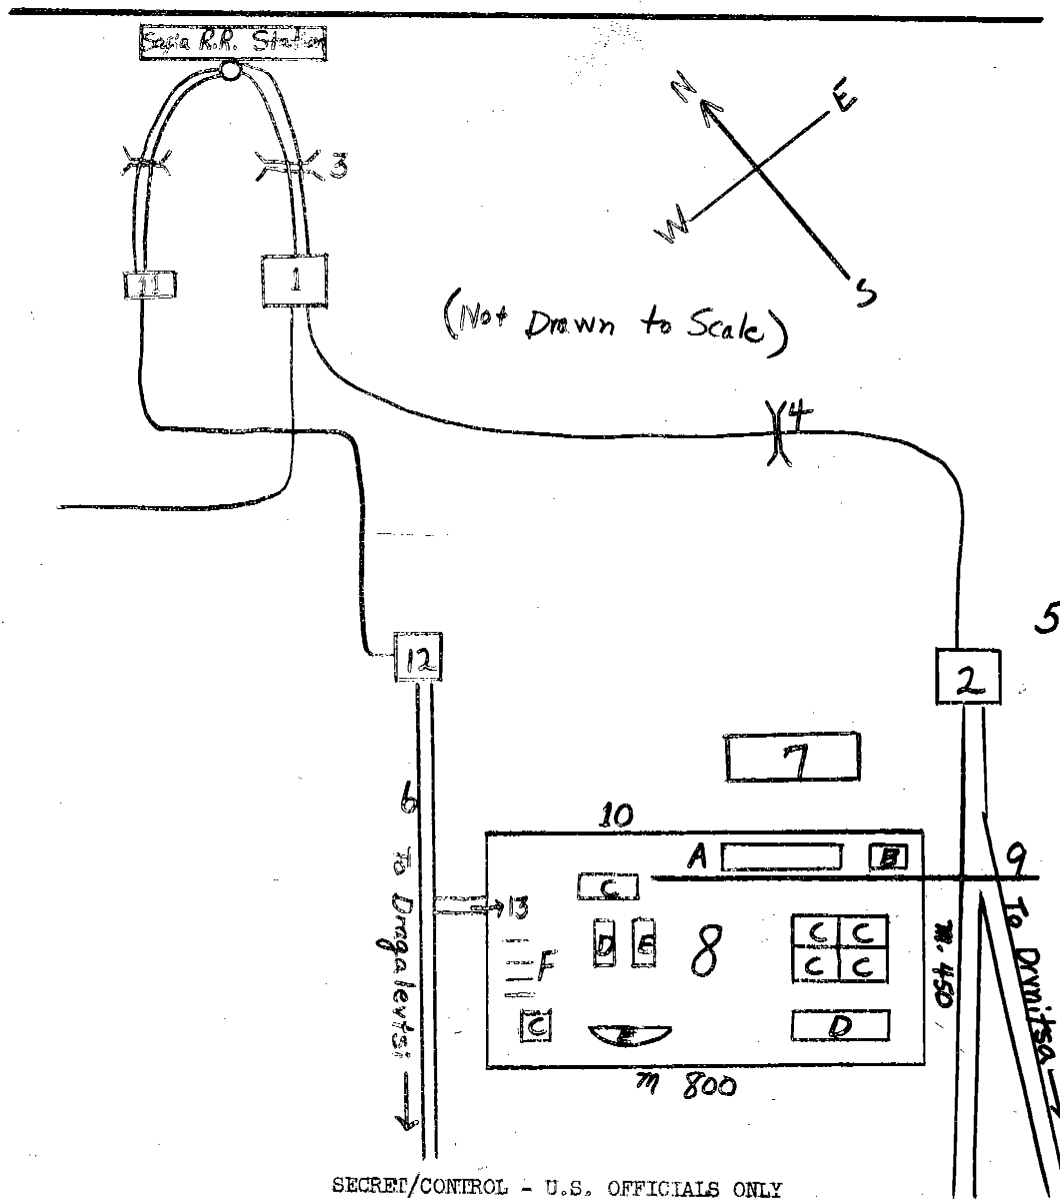 Sofia R.R. Station
N
E
W
S
3
11
1
(Not Drawn to Scale)
4
5
12
2
7
6
10
A
B
9
C
13
D
E
8
C
C
F
C
C
C
E
D
m 800
m. 450
To Dragalevtsi
To Drvnitsa
SECRET/CONTROL - U.S. OFFICIALS ONLY